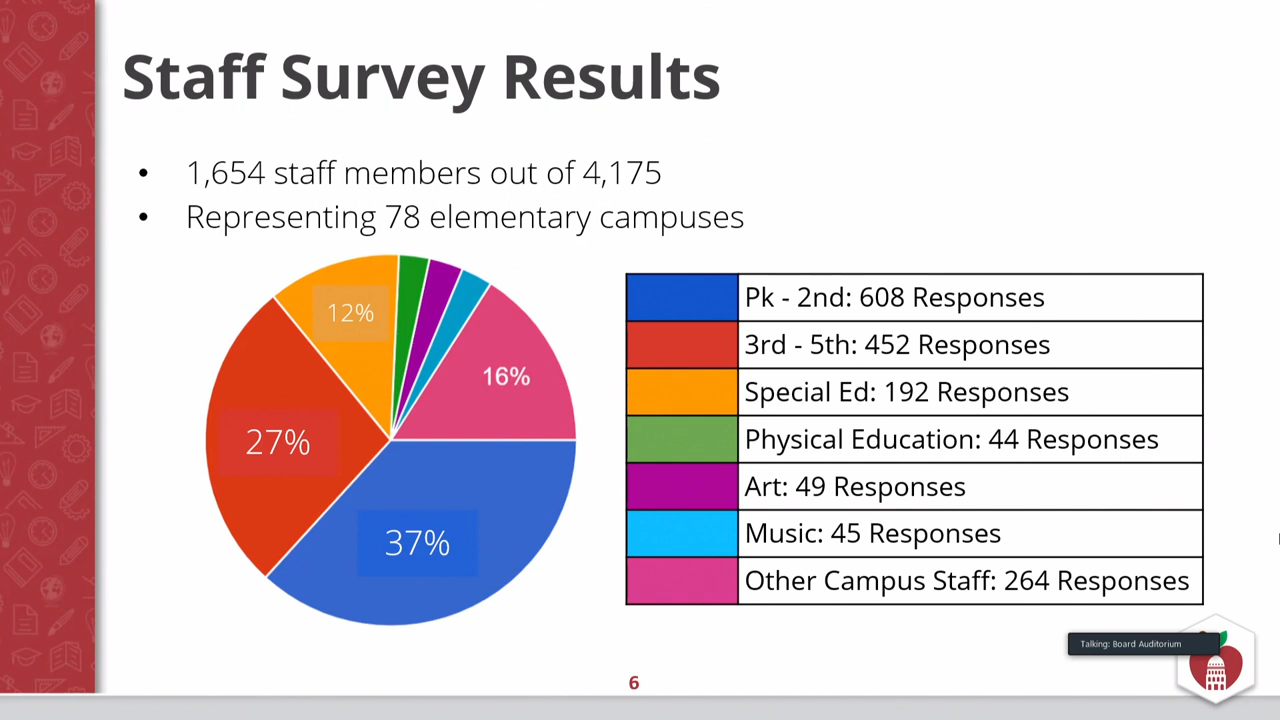 Staff Survey Results
• 1,654 staff members out of 4,175
• Representing 78 elementary campuses
12%
16%
27%
37%
Pk - 2nd: 608 Responses
3rd - 5th: 452 Responses
Special Ed: 192 Responses
Physical Education: 44 Responses
Art: 49 Responses
Music: 45 Responses
Other Campus Staff: 264 Responses
Talking: Board Auditorium
6